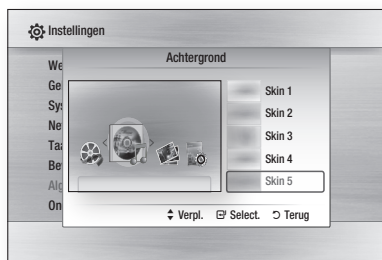 Instellingen
Achtergrond
We
Ge
Sys
Ne
Taa
Be
Alg
On
Skin 1
Skin 2
Skin 3
Skin 4
Skin 5
Verpl. Select. Terug